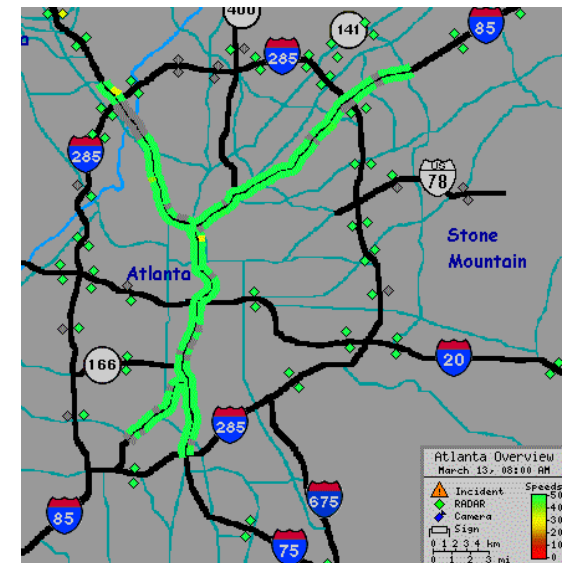 400
141
285
85
a
285
US
78
Stone
Mountain
Atlanta
166
20
285
85
675
75
Atlanta Overview
March 13, 08:00 AM
Incident
RADAR
Camera
Sign
Speeds
50
40
30
20
10
0
0 1 2 3 4 km
0 1 2 3 mi